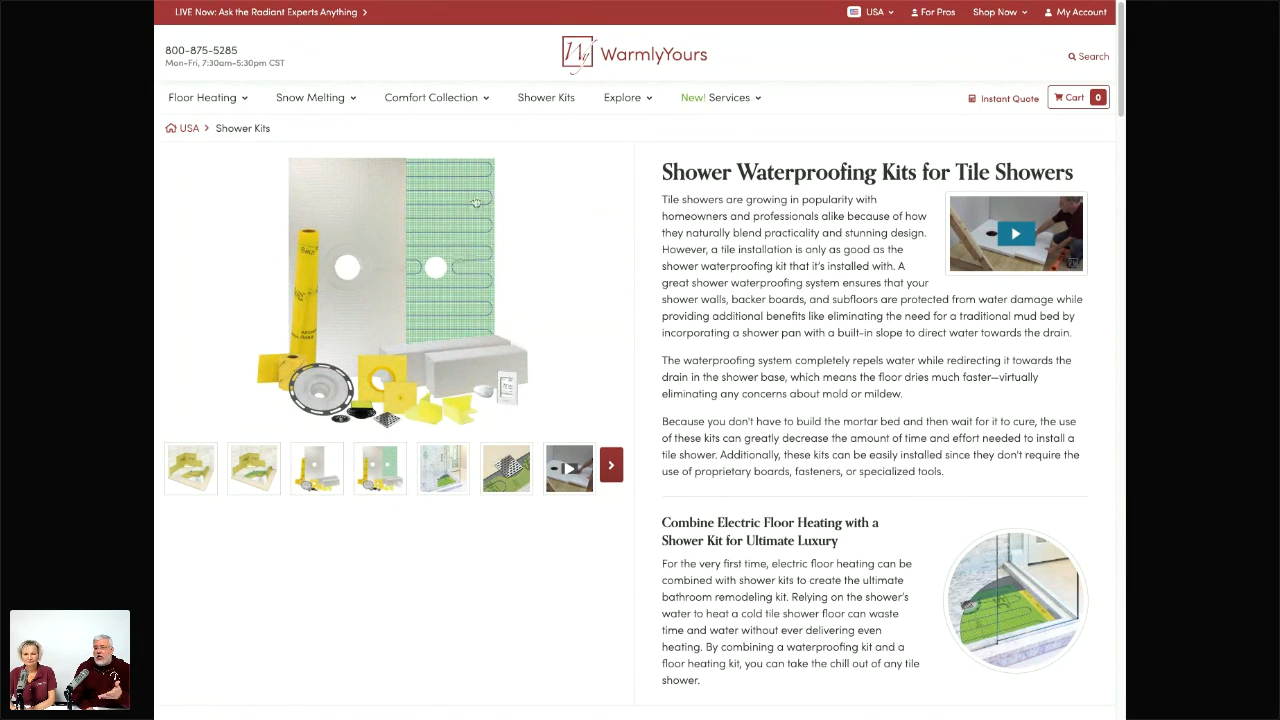 LIVE Now: Ask the Radiant Experts Anything
USA
For Pros
Shop Now
My Account
800-875-5285
Mon-Fri, 7:30am-5:30pm CST
Wy
WarmlyYours
Search
Floor Heating
Snow Melting
Comfort Collection
Shower Kits
Explore
New! Services
Instant Quote
Cart 0
USA
Shower Kits
Shower Waterproofing Kits for Tile Showers
Tile showers are growing in popularity with
homeowners and professionals alike because of how
they naturally blend practicality and stunning design.
However, a tile installation is only as good as the
shower waterproofing kit that it's installed with. A
great shower waterproofing system ensures that your
shower walls, backer boards, and subfloors are protected from water damage while
providing additional benefits like eliminating the need for a traditional mud bed by
incorporating a shower pan with a built-in slope to direct water towards the drain.
The waterproofing system completely repels water while redirecting it towards the
drain in the shower base, which means the floor dries much faster—virtually
eliminating any concerns about mold or mildew.
Because you don't have to build the mortar bed and then wait for it to cure, the use
of these kits can greatly decrease the amount of time and effort needed to install a
tile shower. Additionally, these kits can be easily installed since they don't require the
use of proprietary boards, fasteners, or specialized tools.
Combine Electric Floor Heating with a
Shower Kit for Ultimate Luxury
For the very first time, electric floor heating can be
combined with shower kits to create the ultimate
bathroom remodeling kit. Relying on the shower's
water to heat a cold tile shower floor can waste
time and water without ever delivering even
heating. By combining a waterproofing kit and a
floor heating kit, you can take the chill out of any tile
shower.